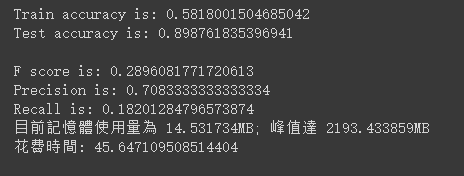 Train accuracy is: 0.5818001504685042
Test accuracy is: 0.898761835396941
F score is: 0.2896081771720613
Precision is: 0.7083333333333334
Recall is: 0.18201284796573874
目前記憶體使用量為 14.531734MB; 峰值達 2193.433859MB
花費時間: 45.647109508514404